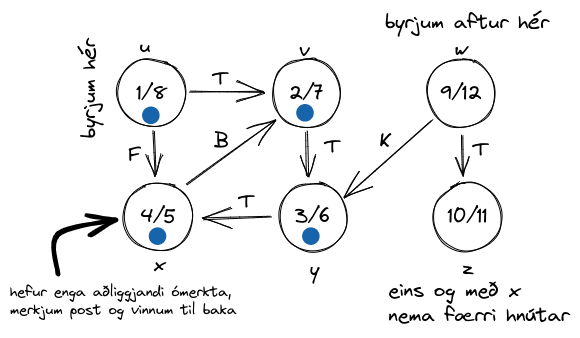 byrjum aftur hér
byrjum hér
u
v
w
1/8
T
2/7
9/12
F
B
T
K
T
4/5
T
3/6
10/11
x
y
z
hefur enga aðliggjandi ómerkta,
merkjum post og vinnum til baka
eins og með x
nema færri hnútar